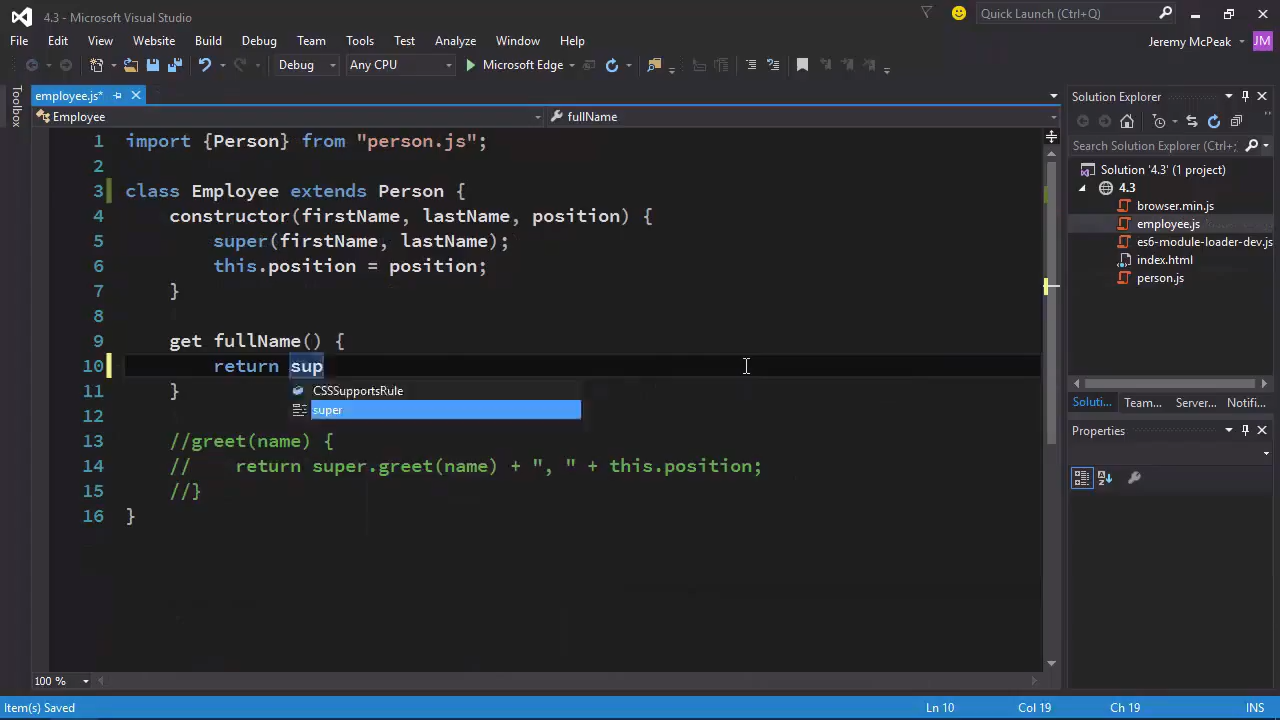 4.3 - Microsoft Visual Studio
Quick Launch (Ctrl+Q)
File Edit View Website Build Debug Team Tools Test Analyze Window Help
Jeremy McPeak JM
Debug Any CPU Microsoft Edge
Toolbox
employee.js*
Employee fullName
1 import {Person} from "person.js";
2
3 class Employee extends Person {
4 constructor(firstName, lastName, position) {
5 super(firstName, lastName);
6 this.position = position;
7 }
8
9 get fullName() {
10 return sup
CSSSupportsRule
super
11 }
12
13 //greet(name) {
14 // return super.greet(name) + ", " + this.position;
15 //}
16 }
Solution Explorer
Search Solution Explorer (Ctrl+;
Solution '4.3' (1 project)
4.3
browser.min.js
employee.js
es6-module-loader-dev.js
index.html
person.js
Soluti... Team... Server... Notifi...
Properties
100 %
Item(s) Saved
Ln 10 Col 19 Ch 19 INS